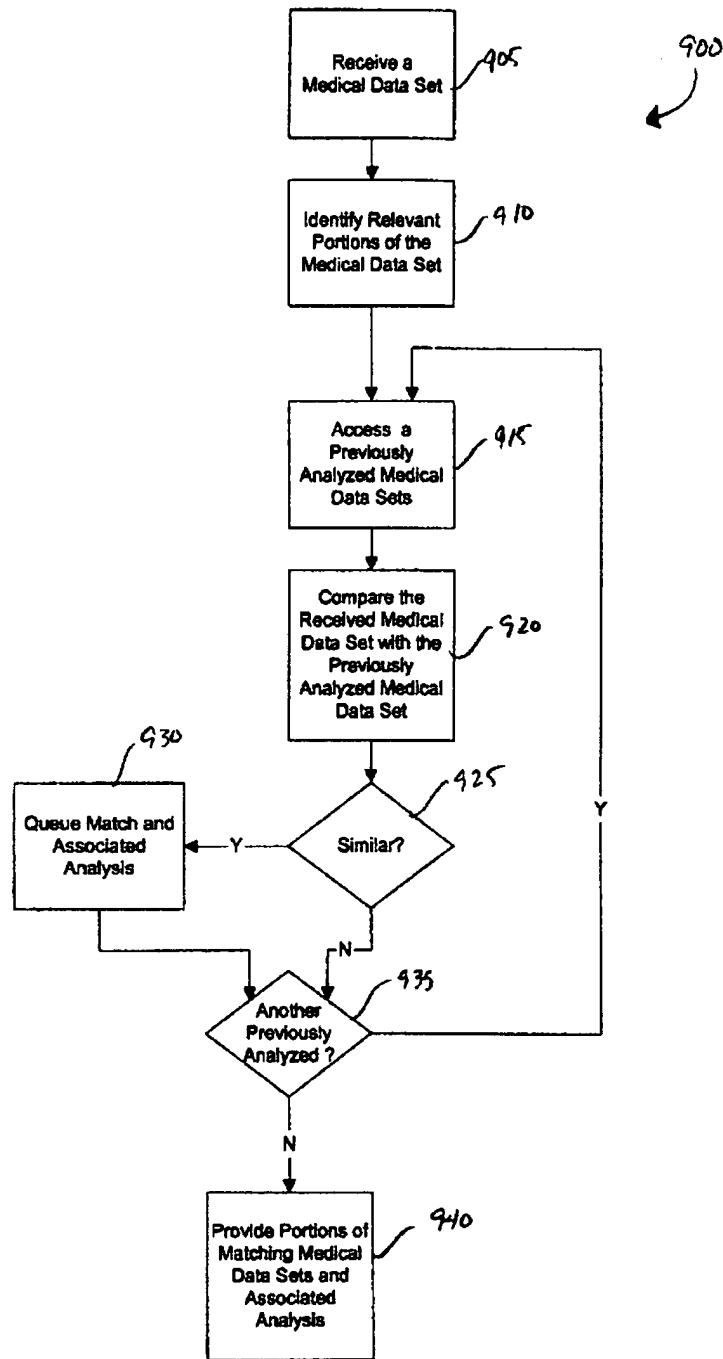 900
Receive a
Medical Data Set
905
Identify Relevant
Portions of the
Medical Data Set
910
Access a
Previously
Analyzed Medical
Data Sets
915
Compare the
Received Medical
Data Set with the
Previously
Analyzed Medical
Data Set
920
930
925
Queue Match and
Associated
Analysis
Y
Similar?
Y
N
935
Another
Previously
Analyzed ?
N
Provide Portions of
Matching Medical
Data Sets and
Associated
Analysis
940